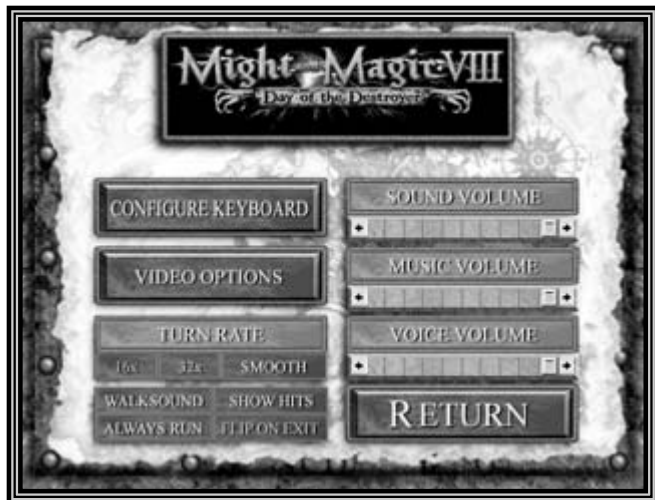 Might and Magic VIII
Day of the Destroyer
CONFIGURE KEYBOARD
VIDEO OPTIONS
TURN RATE
16x 32x SMOOTH
WALKSOUND SHOW HITS
ALWAYS RUN FLIP ON EXIT
SOUND VOLUME
MUSIC VOLUME
VOICE VOLUME
RETURN